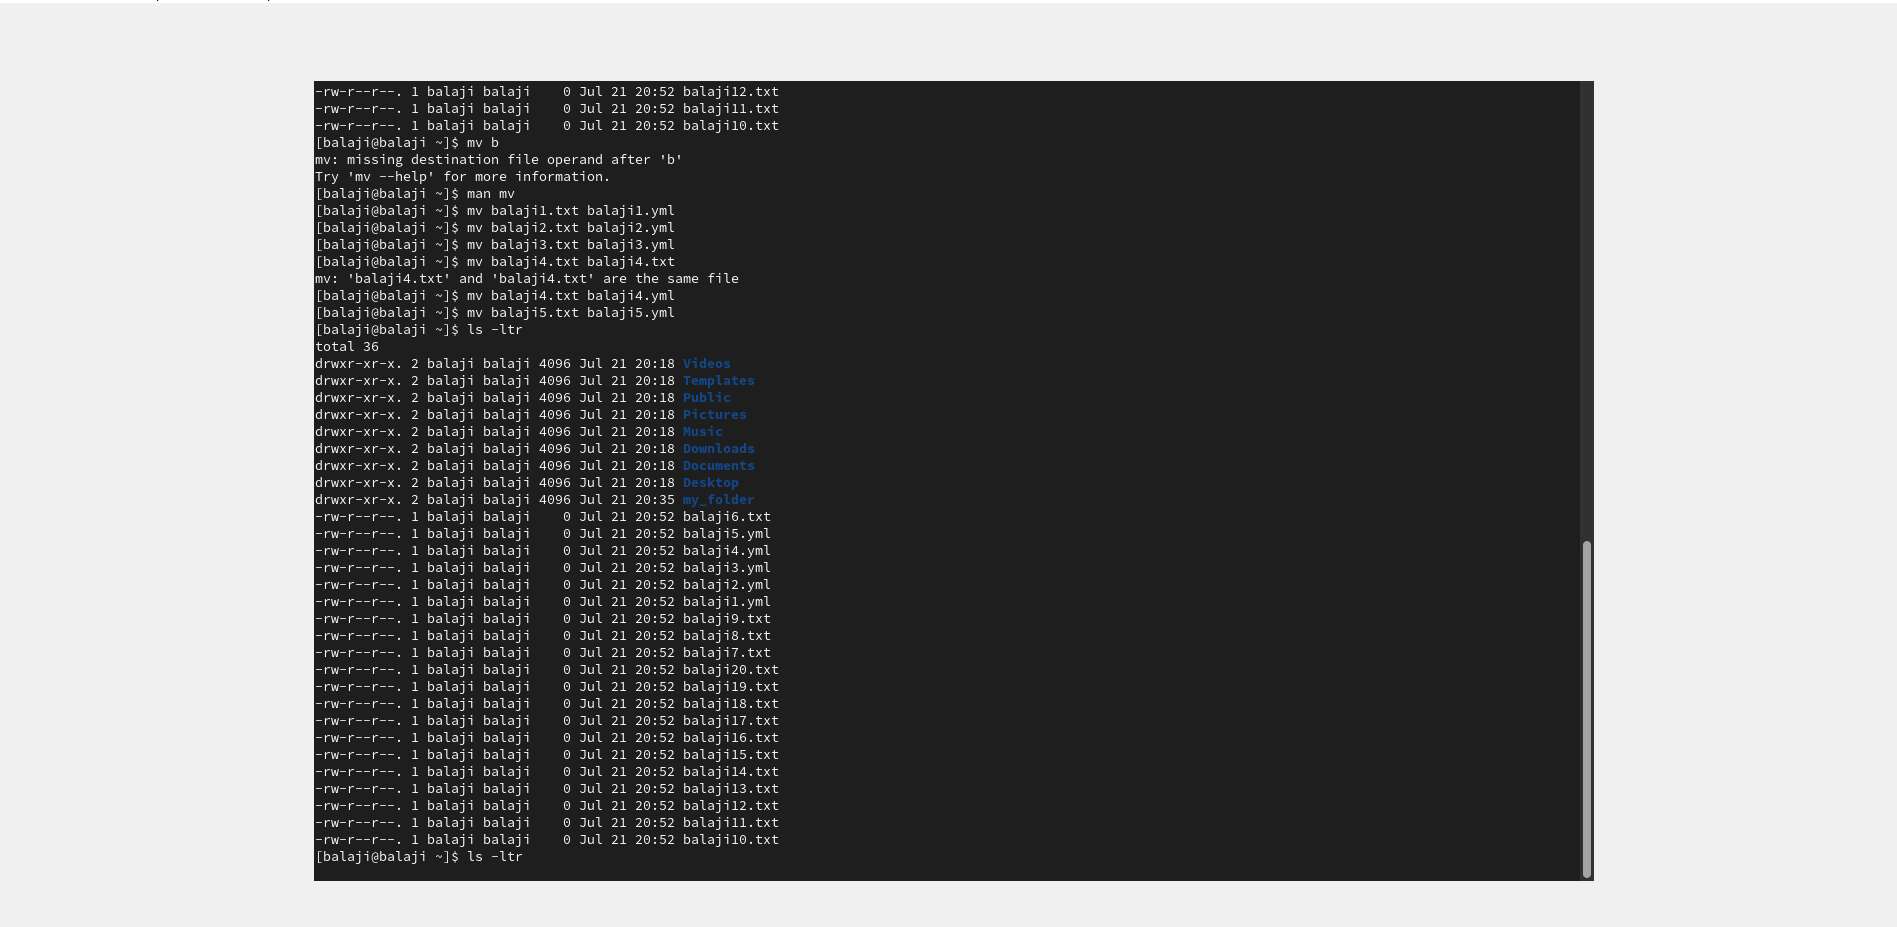 -rw-r--r--. 1 balaji balaji    0 Jul 21 20:52 balaji12.txt
-rw-r--r--. 1 balaji balaji    0 Jul 21 20:52 balaji11.txt
-rw-r--r--. 1 balaji balaji    0 Jul 21 20:52 balaji10.txt
[balaji@balaji ~]$ mv b
mv: missing destination file operand after 'b'
Try 'mv --help' for more information.
[balaji@balaji ~]$ man mv
[balaji@balaji ~]$ mv balaji1.txt balaji1.yml
[balaji@balaji ~]$ mv balaji2.txt balaji2.yml
[balaji@balaji ~]$ mv balaji3.txt balaji3.yml
[balaji@balaji ~]$ mv balaji4.txt balaji4.txt
mv: 'balaji4.txt' and 'balaji4.txt' are the same file
[balaji@balaji ~]$ mv balaji4.txt balaji4.yml
[balaji@balaji ~]$ mv balaji5.txt balaji5.yml
[balaji@balaji ~]$ ls -ltr
total 36
drwxr-xr-x. 2 balaji balaji 4096 Jul 21 20:18 Videos
drwxr-xr-x. 2 balaji balaji 4096 Jul 21 20:18 Templates
drwxr-xr-x. 2 balaji balaji 4096 Jul 21 20:18 Public
drwxr-xr-x. 2 balaji balaji 4096 Jul 21 20:18 Pictures
drwxr-xr-x. 2 balaji balaji 4096 Jul 21 20:18 Music
drwxr-xr-x. 2 balaji balaji 4096 Jul 21 20:18 Downloads
drwxr-xr-x. 2 balaji balaji 4096 Jul 21 20:18 Documents
drwxr-xr-x. 2 balaji balaji 4096 Jul 21 20:18 Desktop
drwxr-xr-x. 2 balaji balaji 4096 Jul 21 20:35 my_folder
-rw-r--r--. 1 balaji balaji    0 Jul 21 20:52 balaji6.txt
-rw-r--r--. 1 balaji balaji    0 Jul 21 20:52 balaji5.yml
-rw-r--r--. 1 balaji balaji    0 Jul 21 20:52 balaji4.yml
-rw-r--r--. 1 balaji balaji    0 Jul 21 20:52 balaji3.yml
-rw-r--r--. 1 balaji balaji    0 Jul 21 20:52 balaji2.yml
-rw-r--r--. 1 balaji balaji    0 Jul 21 20:52 balaji1.yml
-rw-r--r--. 1 balaji balaji    0 Jul 21 20:52 balaji9.txt
-rw-r--r--. 1 balaji balaji    0 Jul 21 20:52 balaji8.txt
-rw-r--r--. 1 balaji balaji    0 Jul 21 20:52 balaji7.txt
-rw-r--r--. 1 balaji balaji    0 Jul 21 20:52 balaji20.txt
-rw-r--r--. 1 balaji balaji    0 Jul 21 20:52 balaji19.txt
-rw-r--r--. 1 balaji balaji    0 Jul 21 20:52 balaji18.txt
-rw-r--r--. 1 balaji balaji    0 Jul 21 20:52 balaji17.txt
-rw-r--r--. 1 balaji balaji    0 Jul 21 20:52 balaji16.txt
-rw-r--r--. 1 balaji balaji    0 Jul 21 20:52 balaji15.txt
-rw-r--r--. 1 balaji balaji    0 Jul 21 20:52 balaji14.txt
-rw-r--r--. 1 balaji balaji    0 Jul 21 20:52 balaji13.txt
-rw-r--r--. 1 balaji balaji    0 Jul 21 20:52 balaji12.txt
-rw-r--r--. 1 balaji balaji    0 Jul 21 20:52 balaji11.txt
-rw-r--r--. 1 balaji balaji    0 Jul 21 20:52 balaji10.txt
[balaji@balaji ~]$ ls -ltr